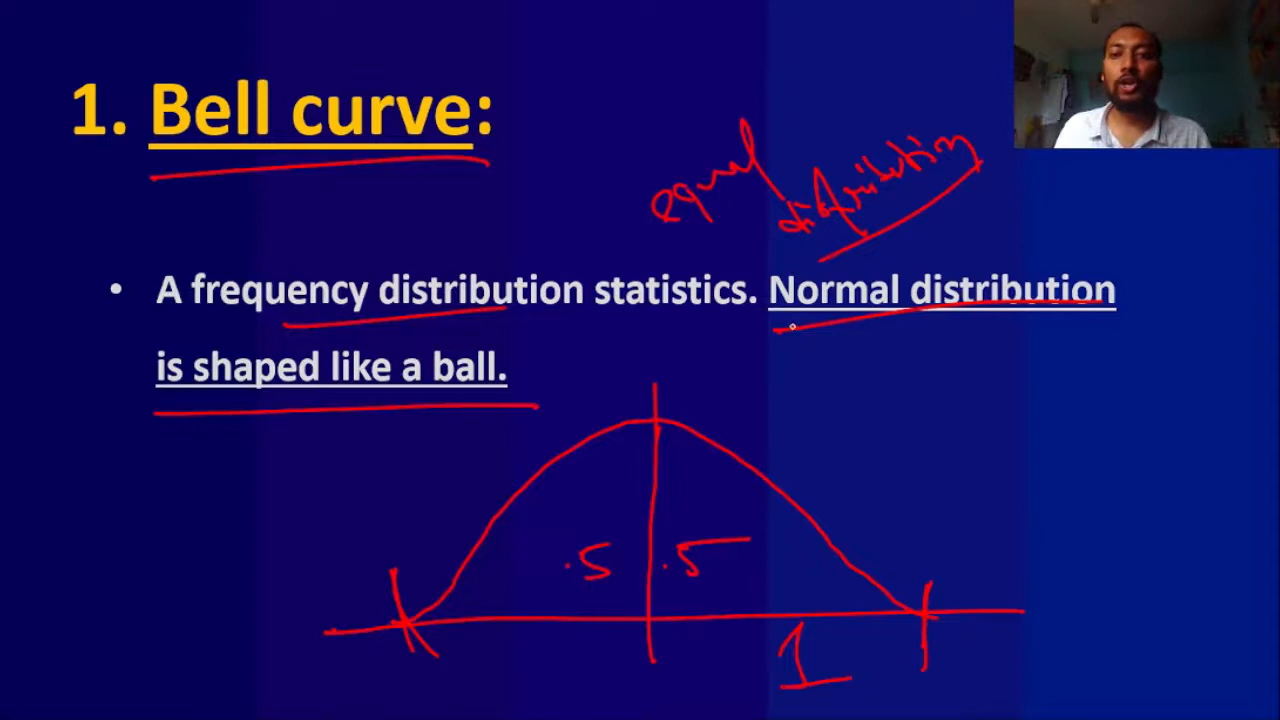 1. Bell curve:
equal
distribution
• A frequency distribution statistics. Normal distribution
is shaped like a ball.
.5 .5
1